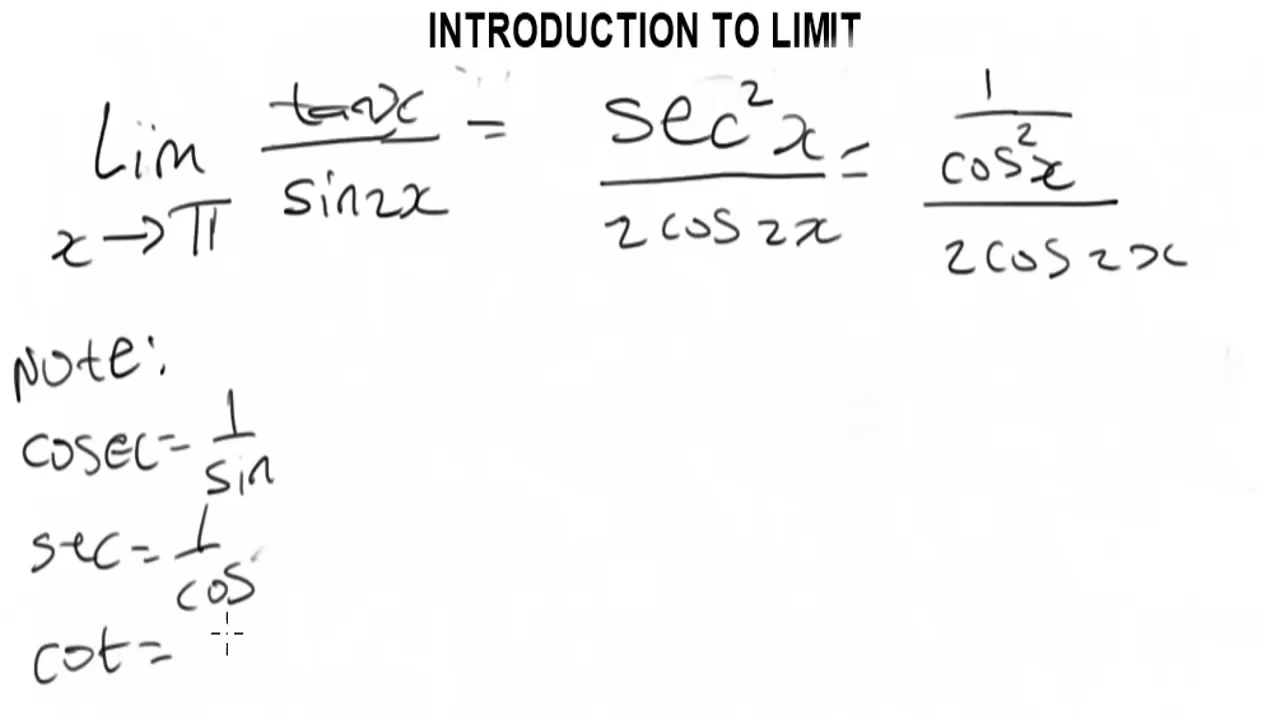 INTRODUCTION TO LIMIT
Lim x→π tanx/sin2x = sec²x/2cos2x = 1/cos²x/2cos2x
Note:
cosec= 1/sin
sec= 1/cos
cot=